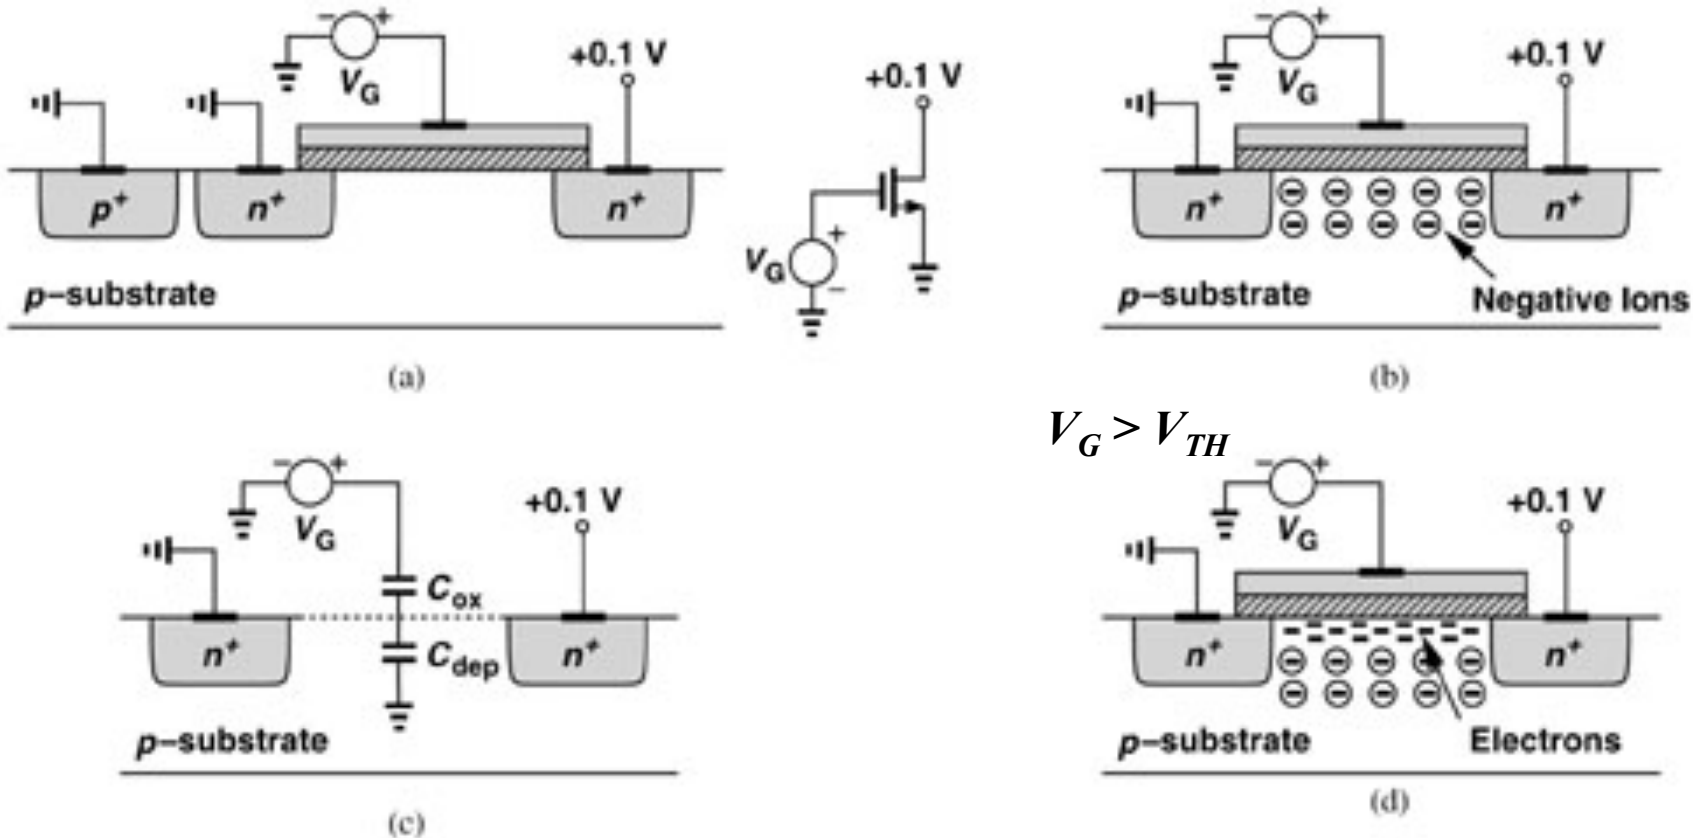 − +
V_G
+0.1 V
p⁺
n⁺
n⁺
p−substrate
(a)
+0.1 V
V_G
+
−
− +
V_G
+0.1 V
n⁺
n⁺
p−substrate
Negative Ions
(b)
− +
V_G
+0.1 V
C_ox
n⁺
C_dep
n⁺
p−substrate
(c)
V_G > V_TH
− +
V_G
+0.1 V
n⁺
n⁺
p−substrate
Electrons
(d)